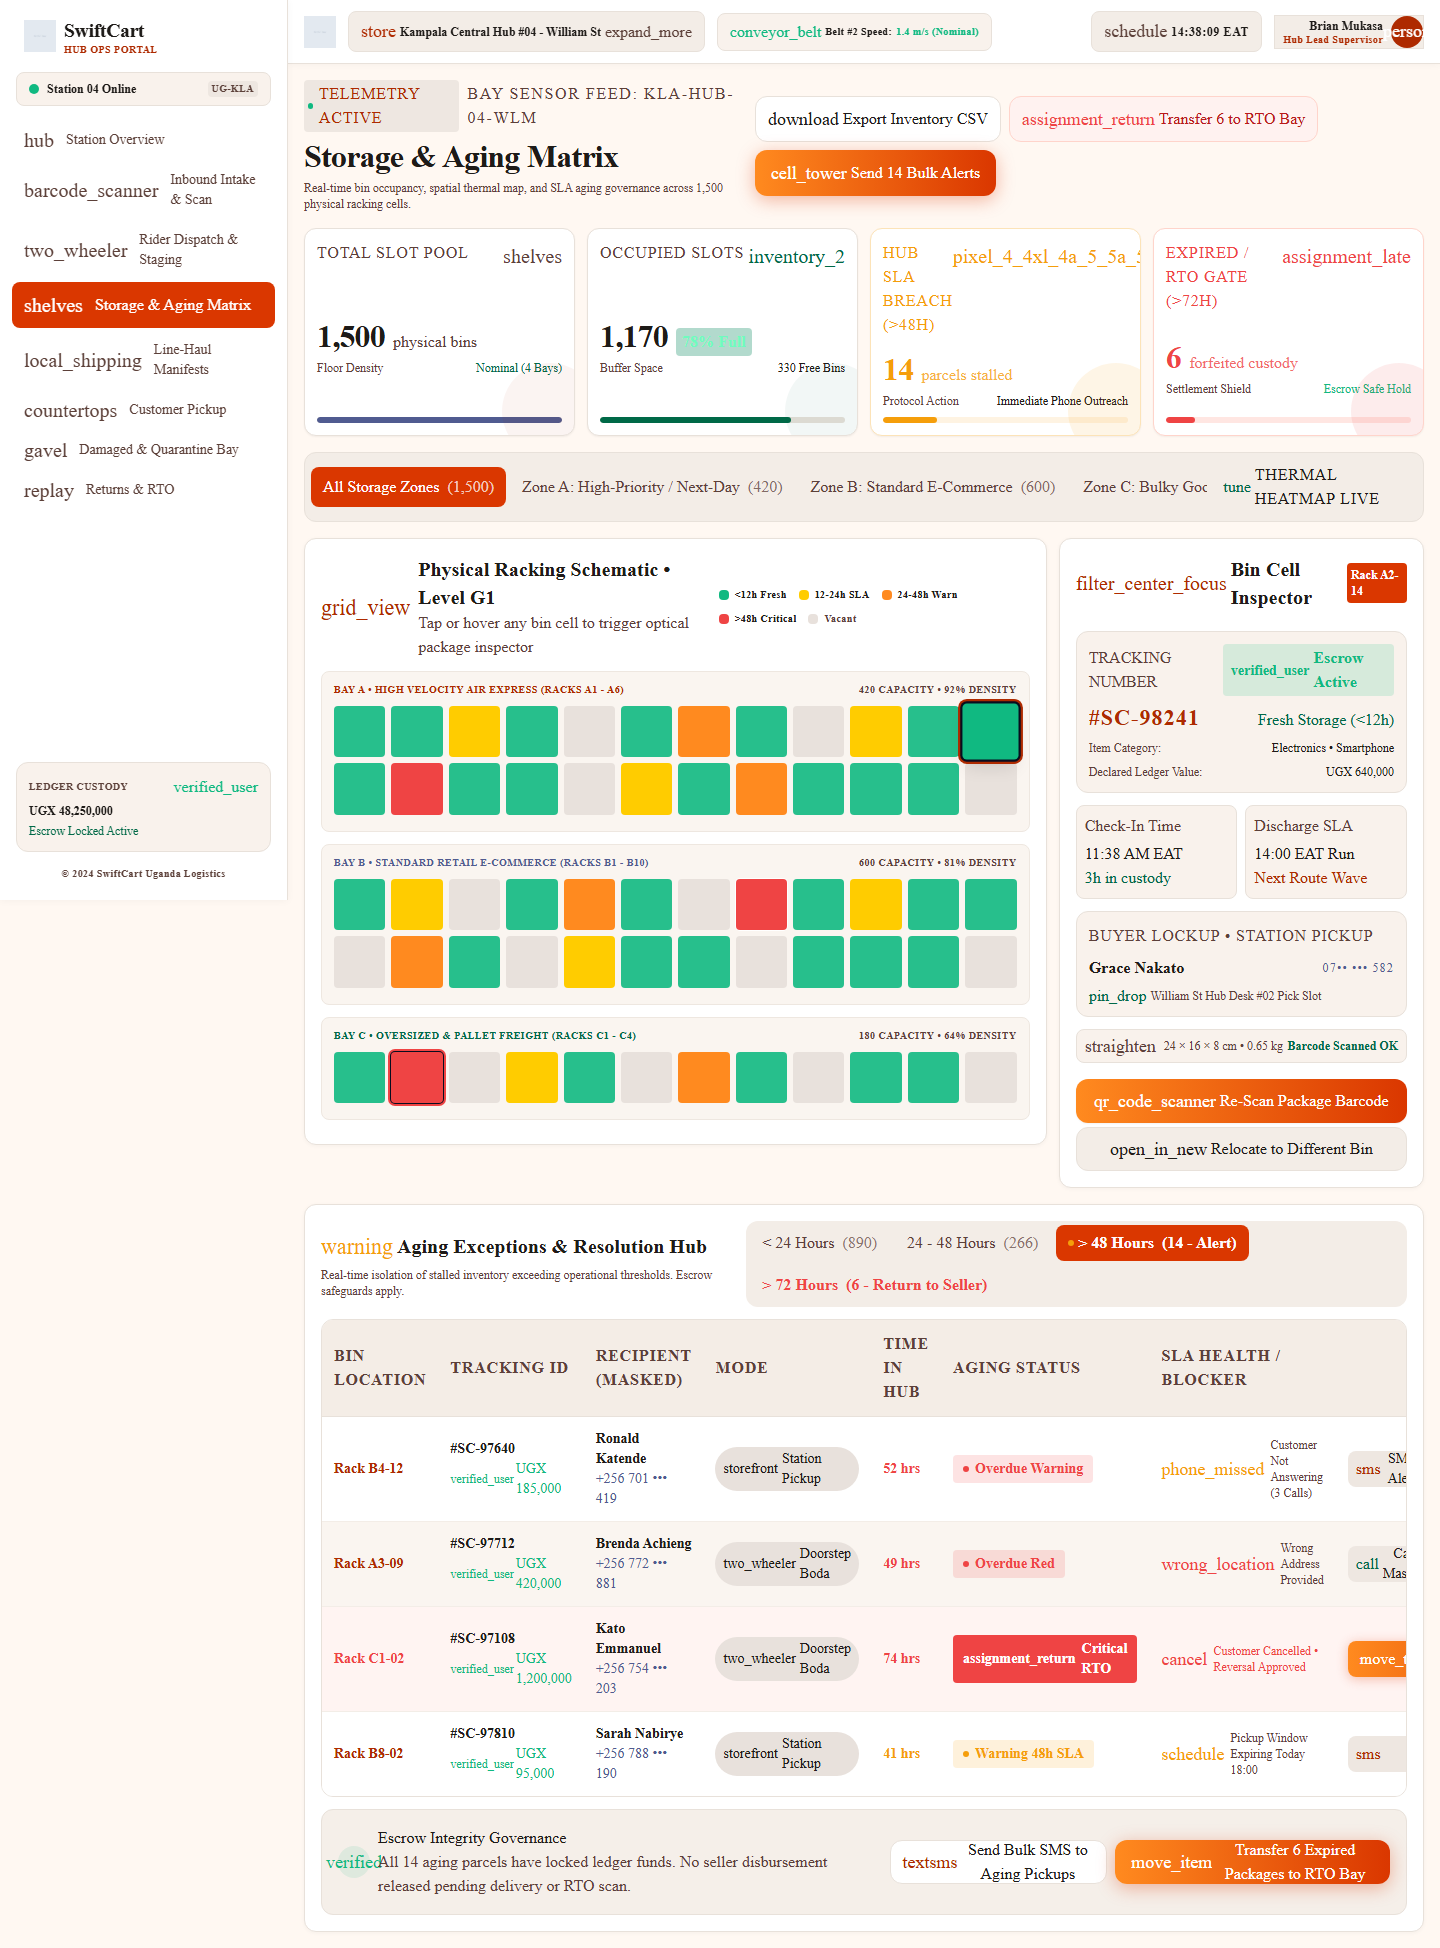 SwiftCart
HUB OPS PORTAL
Station 04 Online UG-KLA
hub Station Overview
barcode_scanner Inbound Intake & Scan
two_wheeler Rider Dispatch & Staging
shelves Storage & Aging Matrix
local_shipping Line-Haul Manifests
countertops Customer Pickup
gavel Damaged & Quarantine Bay
replay Returns & RTO
LEDGER CUSTODY verified_user
UGX 48,250,000
Escrow Locked Active
© 2024 SwiftCart Uganda Logistics
store Kampala Central Hub #04 - William St expand_more
conveyor_belt Belt #2 Speed: 1.4 m/s (Nominal)
schedule 14:38:09 EAT
Brian Mukasa
Hub Lead Supervisor
TELEMETRY ACTIVE
BAY SENSOR FEED: KLA-HUB-04-WLM
Storage & Aging Matrix
Real-time bin occupancy, spatial thermal map, and SLA aging governance across 1,500
physical racking cells.
download Export Inventory CSV
assignment_return Transfer 6 to RTO Bay
cell_tower Send 14 Bulk Alerts
TOTAL SLOT POOL shelves
1,500 physical bins
Floor Density Nominal (4 Bays)
OCCUPIED SLOTS inventory_2
1,170 78% Full
Buffer Space 330 Free Bins
HUB SLA BREACH (>48H) pixel_4_4xl_4a_5_5a_5
14 parcels stalled
Protocol Action Immediate Phone Outreach
EXPIRED / RTO GATE (>72H) assignment_late
6 forfeited custody
Settlement Shield Escrow Safe Hold
All Storage Zones (1,500)
Zone A: High-Priority / Next-Day (420)
Zone B: Standard E-Commerce (600)
Zone C: Bulky Goo
tune THERMAL HEATMAP LIVE
grid_view Physical Racking Schematic •
Level G1
Tap or hover any bin cell to trigger optical
package inspector
<12h Fresh 12-24h SLA 24-48h Warn
>48h Critical Vacant
BAY A • HIGH VELOCITY AIR EXPRESS (RACKS A1 - A6) 420 CAPACITY • 92% DENSITY
BAY B • STANDARD RETAIL E-COMMERCE (RACKS B1 - B10) 600 CAPACITY • 81% DENSITY
BAY C • OVERSIZED & PALLET FREIGHT (RACKS C1 - C4) 180 CAPACITY • 64% DENSITY
filter_center_focus Bin Cell Inspector Rack A2-14
TRACKING NUMBER verified_user Escrow Active
#SC-98241 Fresh Storage (<12h)
Item Category: Electronics • Smartphone
Declared Ledger Value: UGX 640,000
Check-In Time
11:38 AM EAT
3h in custody
Discharge SLA
14:00 EAT Run
Next Route Wave
BUYER LOCKUP • STATION PICKUP
Grace Nakato 07•• ••• 582
pin_drop William St Hub Desk #02 Pick Slot
straighten 24 × 16 × 8 cm • 0.65 kg Barcode Scanned OK
qr_code_scanner Re-Scan Package Barcode
open_in_new Relocate to Different Bin
warning Aging Exceptions & Resolution Hub
Real-time isolation of stalled inventory exceeding operational thresholds. Escrow
safeguards apply.
< 24 Hours (890) 24 - 48 Hours (266) > 48 Hours (14 - Alert)
> 72 Hours (6 - Return to Seller)
BIN LOCATION TRACKING ID RECIPIENT (MASKED) MODE TIME IN HUB AGING STATUS SLA HEALTH / BLOCKER
Rack B4-12 #SC-97640 verified_user UGX 185,000 Ronald Katende +256 701 ••• 419 storefront Station Pickup 52 hrs Overdue Warning phone_missed Customer Not Answering (3 Calls) sms
Rack A3-09 #SC-97712 verified_user UGX 420,000 Brenda Achieng +256 772 ••• 881 two_wheeler Doorstep Boda 49 hrs Overdue Red wrong_location Wrong Address Provided call
Rack C1-02 #SC-97108 verified_user UGX 1,200,000 Kato Emmanuel +256 754 ••• 203 two_wheeler Doorstep Boda 74 hrs assignment_return Critical RTO cancel Customer Cancelled • Reversal Approved
Rack B8-02 #SC-97810 verified_user UGX 95,000 Sarah Nabirye +256 788 ••• 190 storefront Station Pickup 41 hrs Warning 48h SLA schedule Pickup Window Expiring Today 18:00 sms
verified Escrow Integrity Governance
All 14 aging parcels have locked ledger funds. No seller disbursement
released pending delivery or RTO scan.
textsms Send Bulk SMS to Aging Pickups
move_item Transfer 6 Expired Packages to RTO Bay